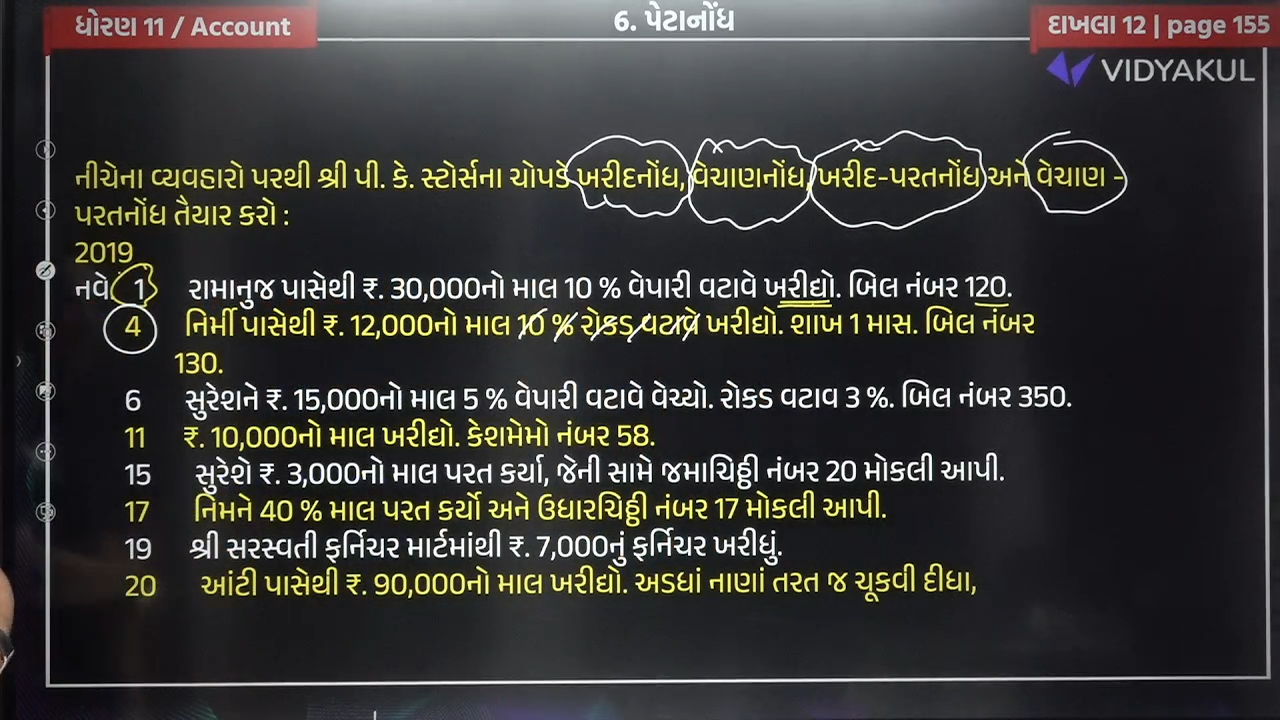 ધોરણ 11 / Account
6. પેટાનોંધ
દાખલા 12 | page 155
VIDYAKUL
નીચેના વ્યવહારો પરથી શ્રી પી. કે. સ્ટોર્સના ચોપડે ખરીદનોંધ, વેચાણનોંધ, ખરીદ-પરતનોંધ અને વેચાણ -
પરતનોંધ તૈયાર કરો :
2019
નવે 1 રામાનુજ પાસેથી ₹. 30,000નો માલ 10 % વેપારી વટાવે ખરીદ્યો. બિલ નંબર 120.
4 નિર્મી પાસેથી ₹. 12,000નો માલ 10 % રોકડ વટાવે ખરીદ્યો. શાખ 1 માસ. બિલ નંબર
130.
6 સુરેશને ₹. 15,000નો માલ 5 % વેપારી વટાવે વેચ્યો. રોકડ વટાવ 3 %. બિલ નંબર 350.
11 ₹. 10,000નો માલ ખરીદ્યો. કેશમેમો નંબર 58.
15 સુરેશે ₹. 3,000નો માલ પરત કર્યા, જેની સામે જમાચિઠ્ઠી નંબર 20 મોકલી આપી.
17 નિમને 40 % માલ પરત કર્યો અને ઉધારચિઠ્ઠી નંબર 17 મોકલી આપી.
19 શ્રી સરસ્વતી ફર્નિચર માર્ટમાંથી ₹. 7,000નું ફર્નિચર ખરીધું.
20 આંટી પાસેથી ₹. 90,000નો માલ ખરીદ્યો. અડધાં નાણાં તરત જ ચૂકવી દીધા,